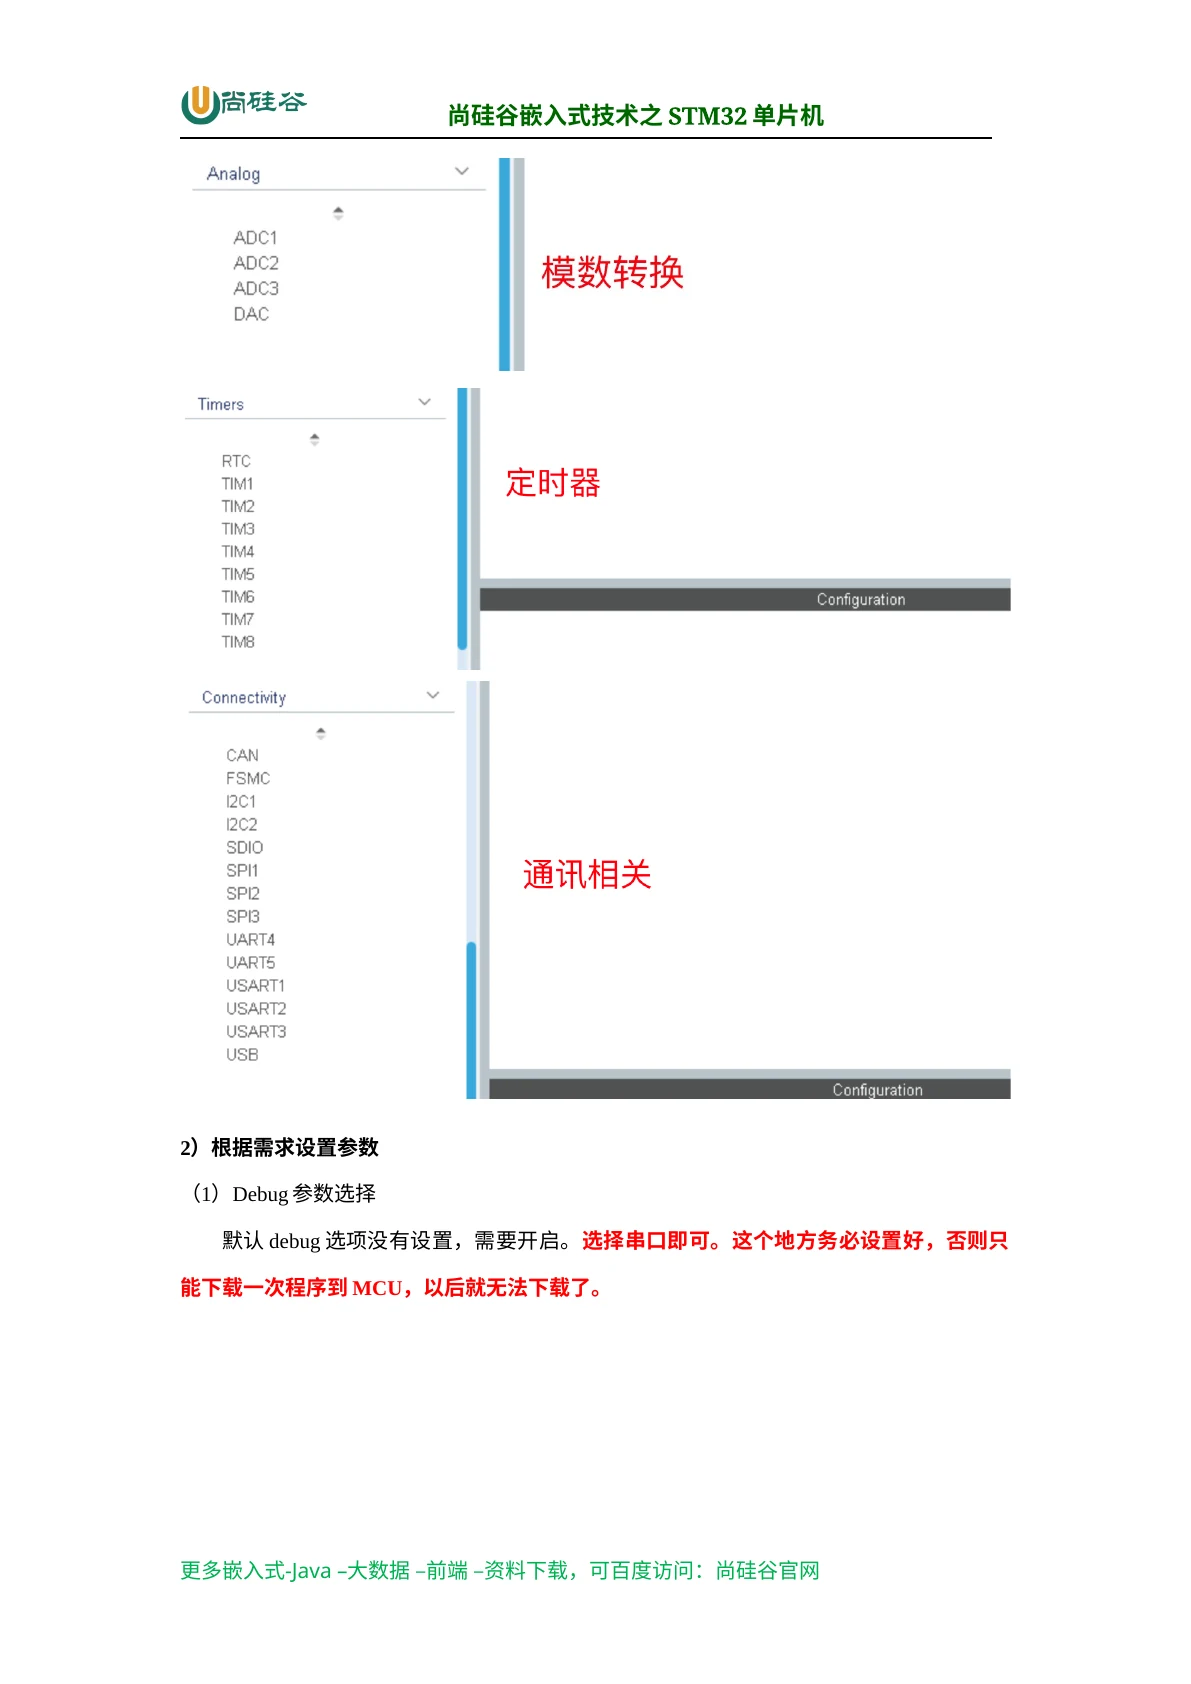 尚硅谷
尚硅谷嵌入式技术之 STM32 单片机
Analog
ADC1
ADC2
ADC3
DAC
模数转换
Timers
RTC
TIM1
TIM2
TIM3
TIM4
TIM5
TIM6
TIM7
TIM8
定时器
Configuration
Connectivity
CAN
FSMC
I2C1
I2C2
SDIO
SPI1
SPI2
SPI3
UART4
UART5
USART1
USART2
USART3
USB
通讯相关
Configuration
2）根据需求设置参数
（1）Debug 参数选择
默认 debug 选项没有设置，需要开启。选择串口即可。这个地方务必设置好，否则只
能下载一次程序到 MCU，以后就无法下载了。
更多嵌入式-Java –大数据 –前端 –资料下载，可百度访问：尚硅谷官网